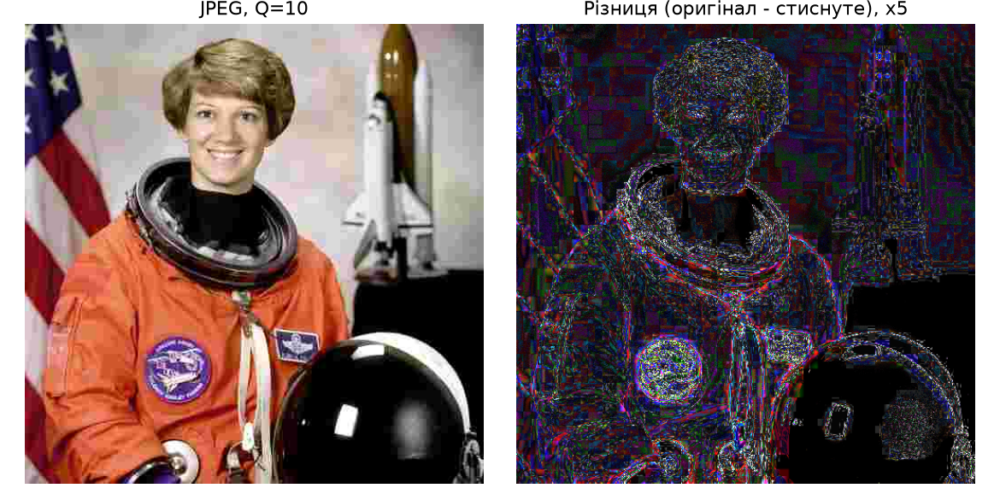 JPEG, Q=10
Різниця (оригінал - стиснуте), x5